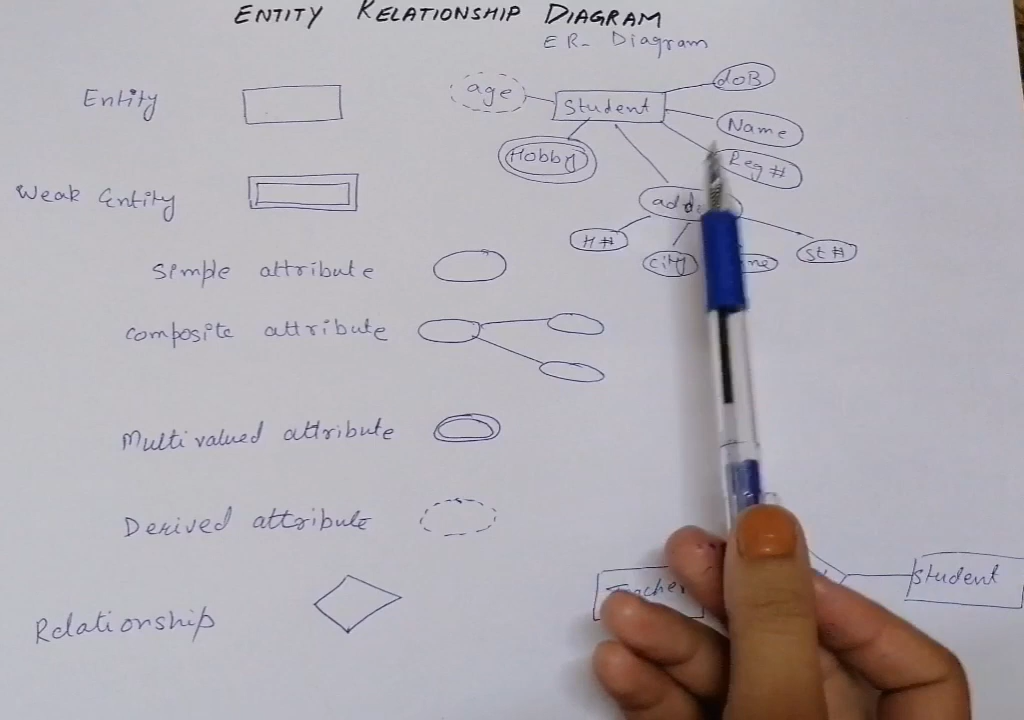 ENTITY RELATIONSHIP DIAGRAM
ER- Diagram
Entity
age
Student
doB
Name
Hobby
Reg #
Weak Entity
H #
City
St #
Simple attribute
Composite attribute
Multi valued attribute
Derived attribute
Teacher
Student
Relationship